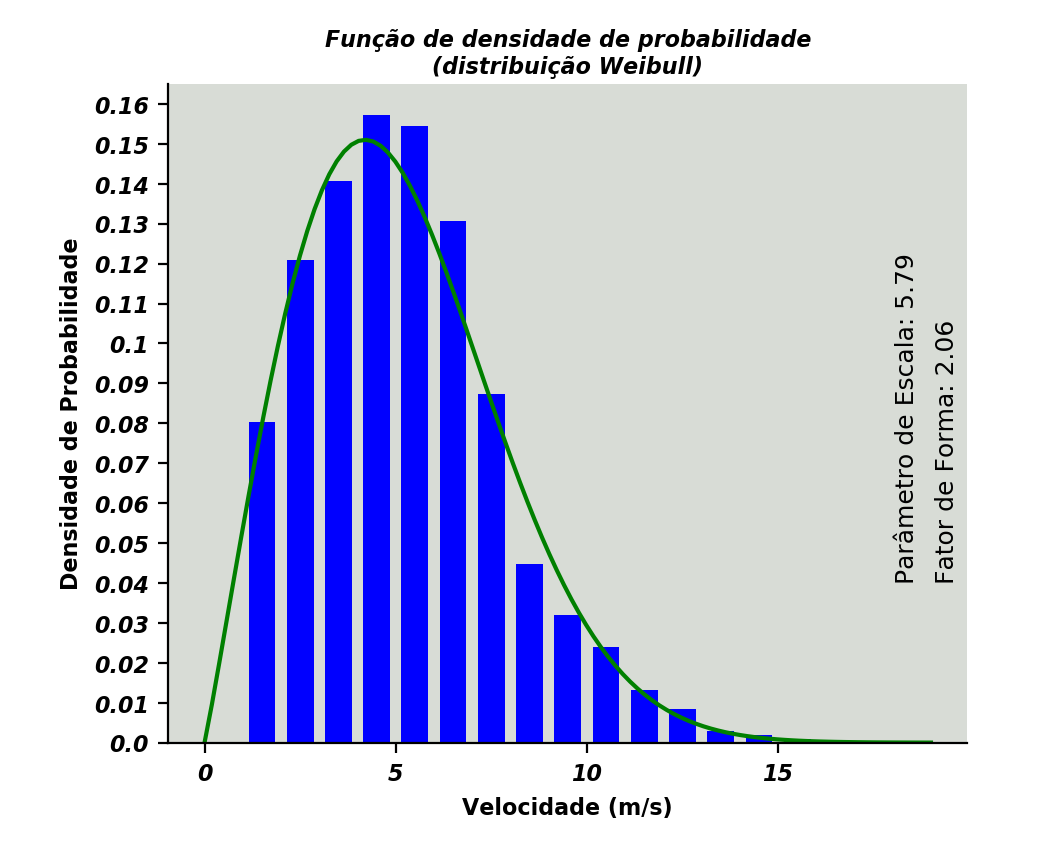 Função de densidade de probabilidade
(distribuição Weibull)
0.16
0.15
0.14
0.13
0.12
0.11
0.1
0.09
0.08
0.07
0.06
0.05
0.04
0.03
0.02
0.01
0.0
Densidade de Probabilidade
Parâmetro de Escala: 5.79
Fator de Forma: 2.06
0 5 10 15
Velocidade (m/s)